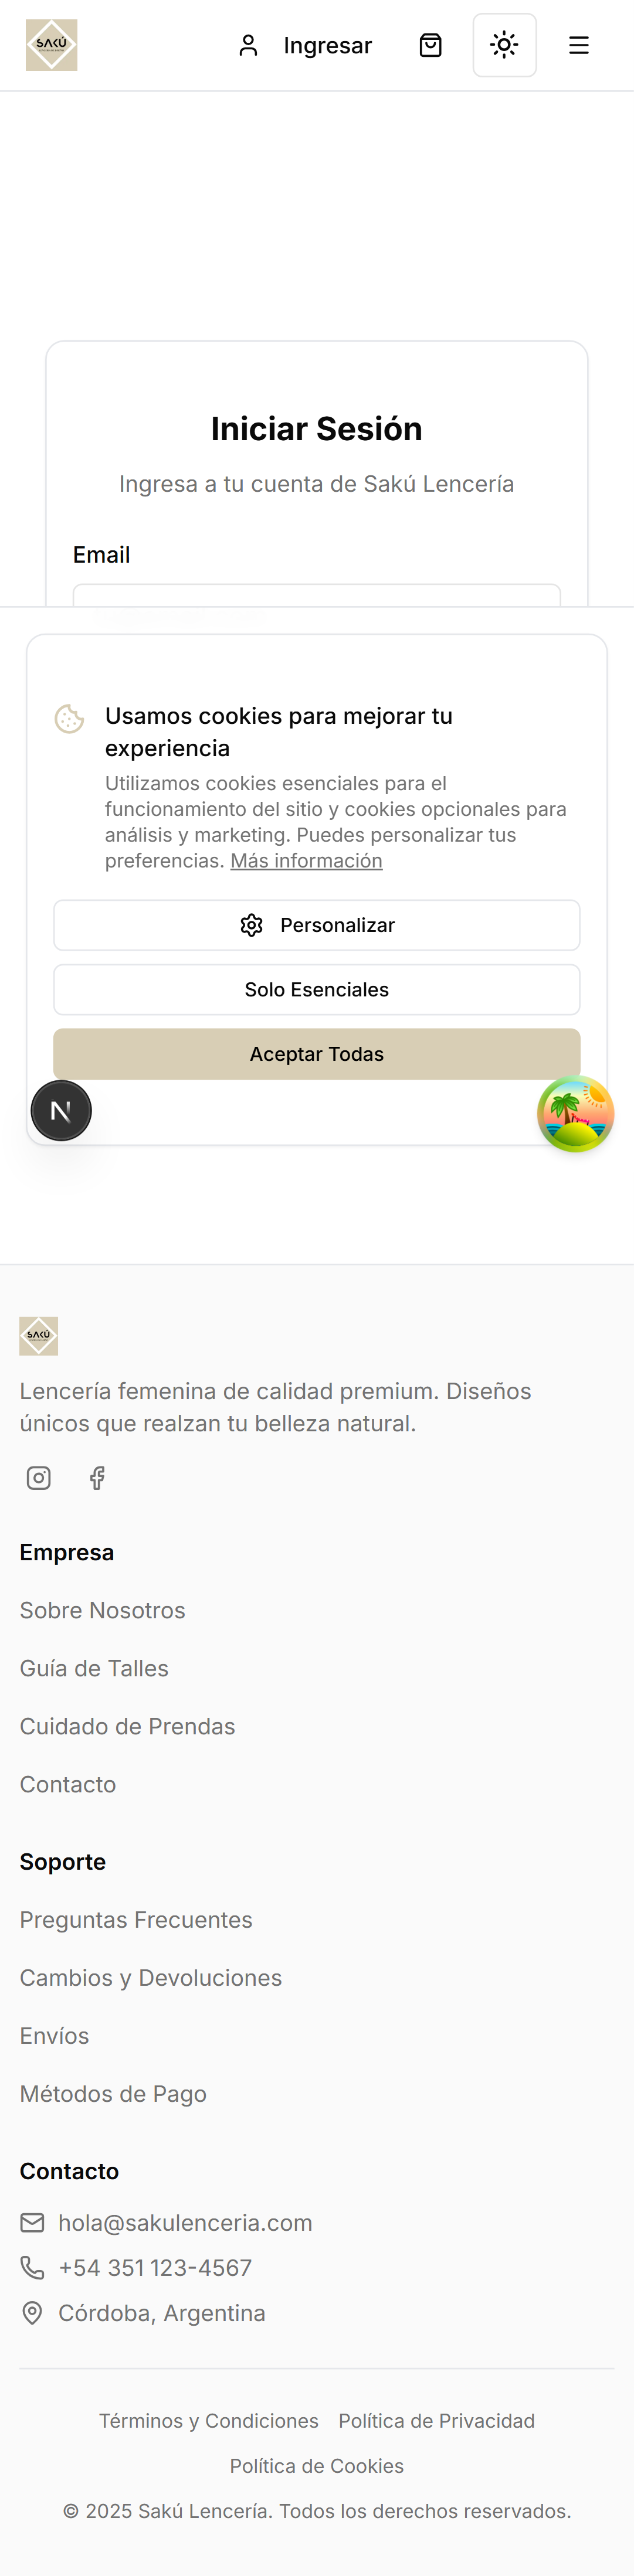 SAKÚ
Ingresar
Iniciar Sesión
Ingresa a tu cuenta de Sakú Lencería
Email
Usamos cookies para mejorar tu
experiencia
Utilizamos cookies esenciales para el
funcionamiento del sitio y cookies opcionales para
análisis y marketing. Puedes personalizar tus
preferencias. Más información
Personalizar
Solo Esenciales
Aceptar Todas
N
SAKÚ
Lencería femenina de calidad premium. Diseños
únicos que realzan tu belleza natural.
Empresa
Sobre Nosotros
Guía de Talles
Cuidado de Prendas
Contacto
Soporte
Preguntas Frecuentes
Cambios y Devoluciones
Envíos
Métodos de Pago
Contacto
hola@sakulenceria.com
+54 351 123-4567
Córdoba, Argentina
Términos y Condiciones Política de Privacidad
Política de Cookies
© 2025 Sakú Lencería. Todos los derechos reservados.